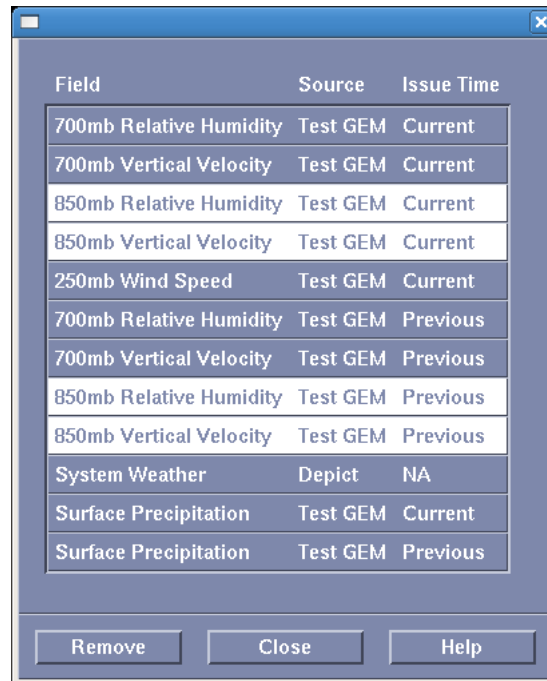 Field Source Issue Time
700mb Relative Humidity Test GEM Current
700mb Vertical Velocity Test GEM Current
850mb Relative Humidity Test GEM Current
850mb Vertical Velocity Test GEM Current
250mb Wind Speed Test GEM Current
700mb Relative Humidity Test GEM Previous
700mb Vertical Velocity Test GEM Previous
850mb Relative Humidity Test GEM Previous
850mb Vertical Velocity Test GEM Previous
System Weather Depict NA
Surface Precipitation Test GEM Current
Surface Precipitation Test GEM Previous
Remove Close Help